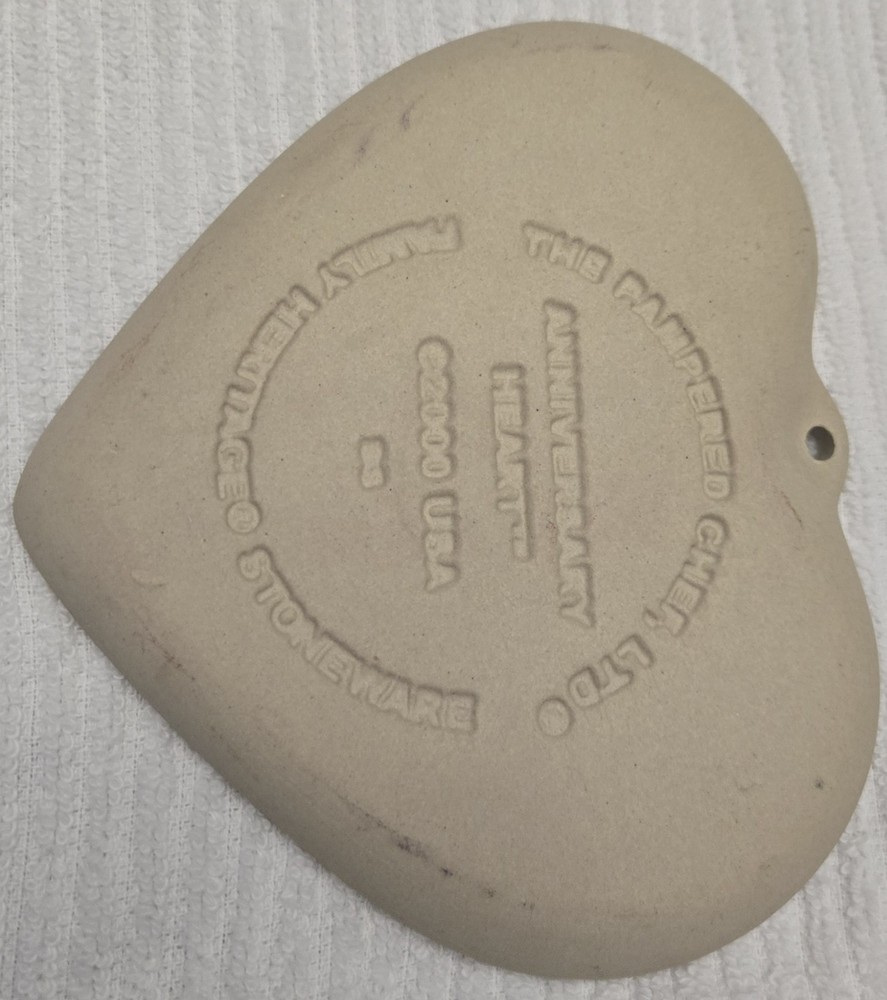 THE PAMPERED CHEF, LTD®
ANNIVERSARY
HEART™
©2000 USA
FAMILY HERITAGE® STONEWARE